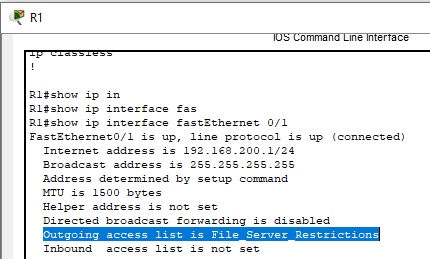 R1
IOS Command Line Interface
ip classless
!
R1#show ip in
R1#show ip interface fas
R1#show ip interface fastEthernet 0/1
FastEthernet0/1 is up, line protocol is up (connected)
Internet address is 192.168.200.1/24
Broadcast address is 255.255.255.255
Address determined by setup command
MTU is 1500 bytes
Helper address is not set
Directed broadcast forwarding is disabled
Outgoing access list is File_Server_Restrictions
Inbound  access list is not set